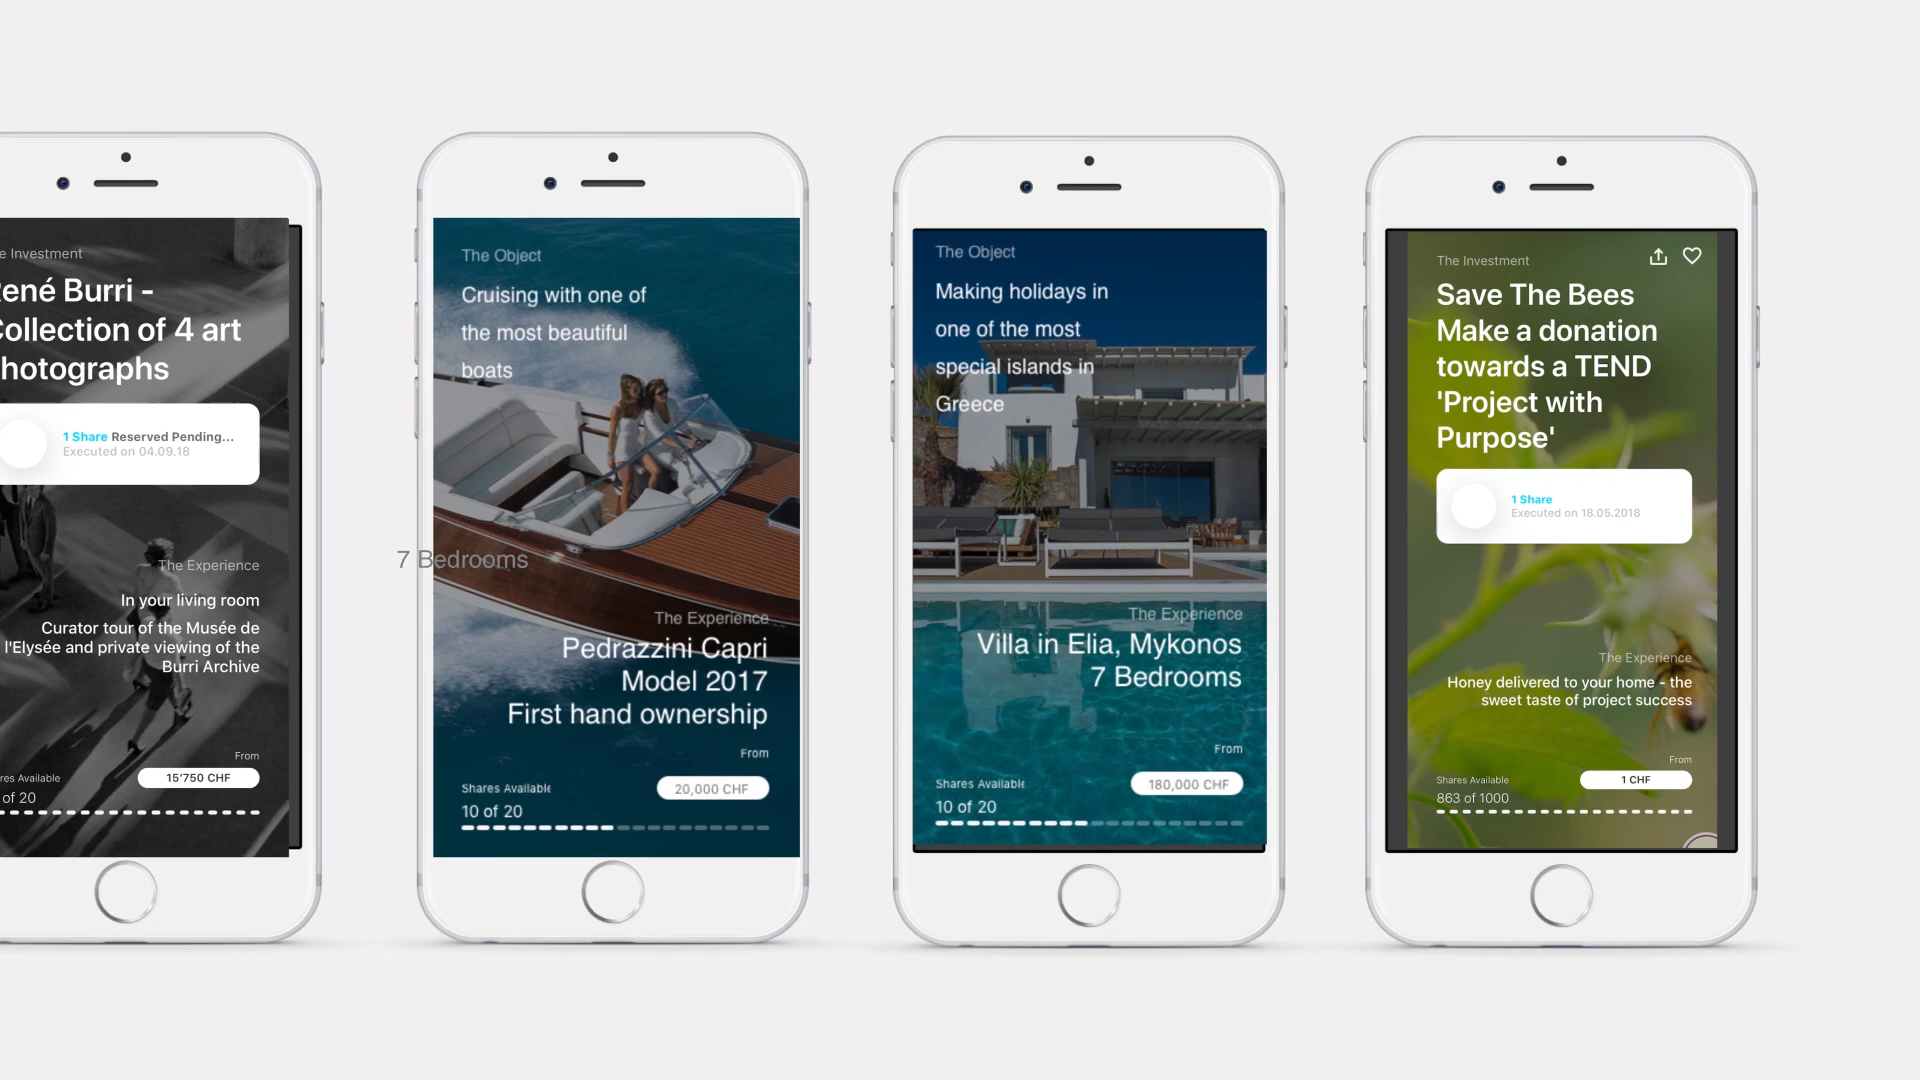 e Investment
ené Burri -
ollection of 4 art
hotographs
1 Share Reserved Pending...
Executed on 04.09.18
The Experience
In your living room
Curator tour of the Musée de
l'Elysée and private viewing of the
Burri Archive
From
res Available
15'750 CHF
of 20
The Object
Cruising with one of
the most beautiful
boats
7 Bedrooms
The Experience
Pedrazzini Capri
Model 2017
First hand ownership
From
Shares Available
20,000 CHF
10 of 20
The Object
Making holidays in
one of the most
special islands in
Greece
The Experience
Villa in Elia, Mykonos
7 Bedrooms
From
Shares Available
180,000 CHF
10 of 20
The Investment
Save The Bees
Make a donation
towards a TEND
'Project with
Purpose'
1 Share
Executed on 18.05.2018
The Experience
Honey delivered to your home - the
sweet taste of project success
From
Shares Available
1 CHF
863 of 1000